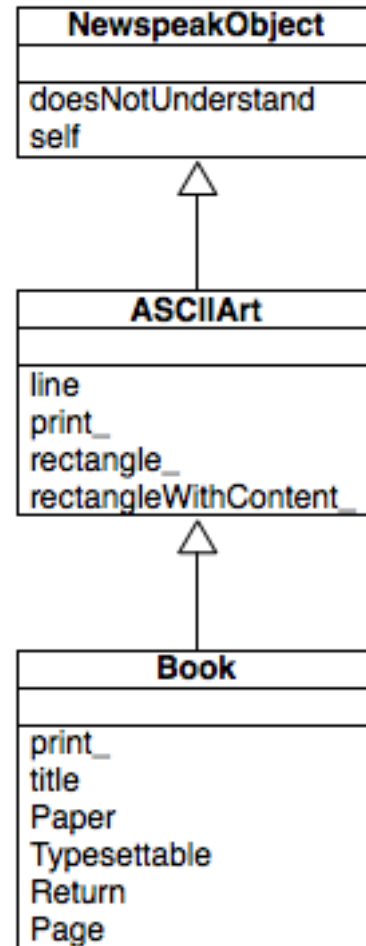 NewspeakObject
doesNotUnderstand
self
ASCIIArt
line
print_
rectangle_
rectangleWithContent_
Book
print_
title
Paper
Typesettable
Return
Page